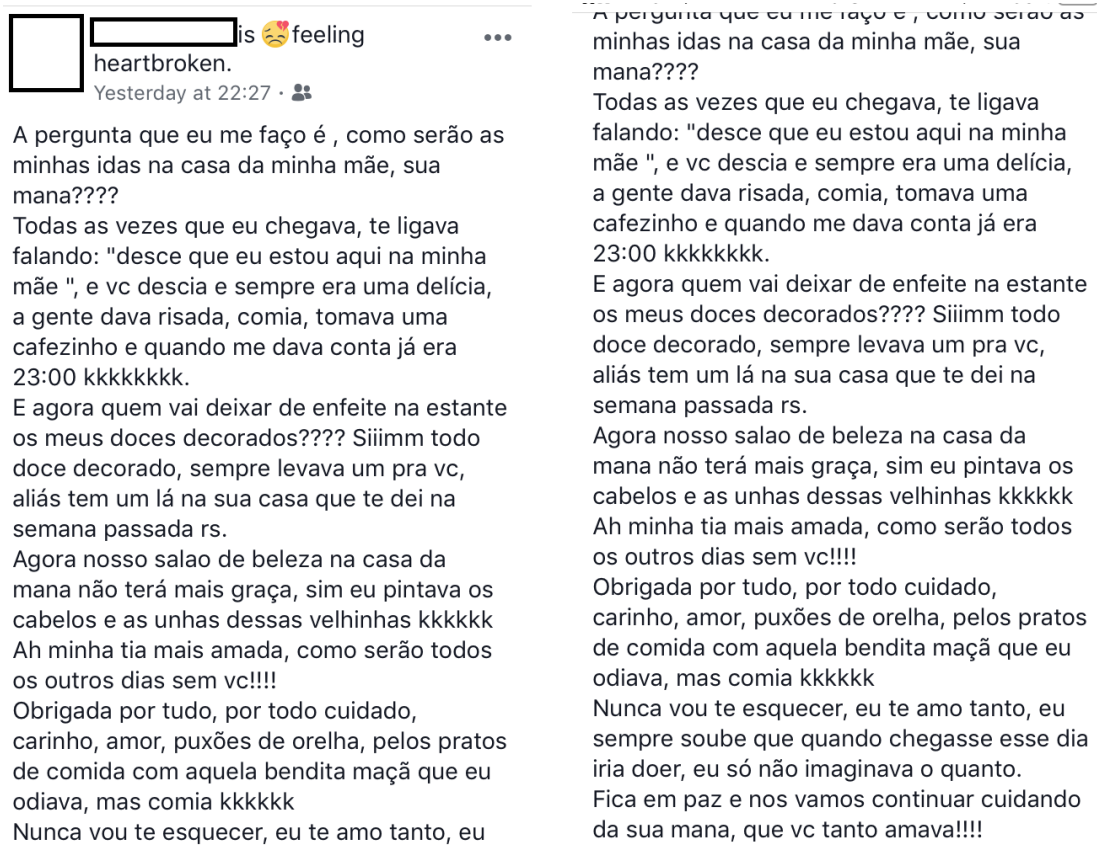 is feeling
heartbroken.
Yesterday at 22:27 ·
A pergunta que eu me faço é , como serão as
minhas idas na casa da minha mãe, sua
mana????
Todas as vezes que eu chegava, te ligava
falando: "desce que eu estou aqui na minha
mãe ", e vc descia e sempre era uma delícia,
a gente dava risada, comia, tomava uma
cafezinho e quando me dava conta já era
23:00 kkkkkkkk.
E agora quem vai deixar de enfeite na estante
os meus doces decorados???? Siiimm todo
doce decorado, sempre levava um pra vc,
aliás tem um lá na sua casa que te dei na
semana passada rs.
Agora nosso salao de beleza na casa da
mana não terá mais graça, sim eu pintava os
cabelos e as unhas dessas velhinhas kkkkkk
Ah minha tia mais amada, como serão todos
os outros dias sem vc!!!!
Obrigada por tudo, por todo cuidado,
carinho, amor, puxões de orelha, pelos pratos
de comida com aquela bendita maçã que eu
odiava, mas comia kkkkkk
Nunca vou te esquecer, eu te amo tanto, eu
A pergunta que eu me faço é , como serão as
minhas idas na casa da minha mãe, sua
mana????
Todas as vezes que eu chegava, te ligava
falando: "desce que eu estou aqui na minha
mãe ", e vc descia e sempre era uma delícia,
a gente dava risada, comia, tomava uma
cafezinho e quando me dava conta já era
23:00 kkkkkkkk.
E agora quem vai deixar de enfeite na estante
os meus doces decorados???? Siiimm todo
doce decorado, sempre levava um pra vc,
aliás tem um lá na sua casa que te dei na
semana passada rs.
Agora nosso salao de beleza na casa da
mana não terá mais graça, sim eu pintava os
cabelos e as unhas dessas velhinhas kkkkkk
Ah minha tia mais amada, como serão todos
os outros dias sem vc!!!!
Obrigada por tudo, por todo cuidado,
carinho, amor, puxões de orelha, pelos pratos
de comida com aquela bendita maçã que eu
odiava, mas comia kkkkkk
Nunca vou te esquecer, eu te amo tanto, eu
sempre soube que quando chegasse esse dia
iria doer, eu só não imaginava o quanto.
Fica em paz e nos vamos continuar cuidando
da sua mana, que vc tanto amava!!!!